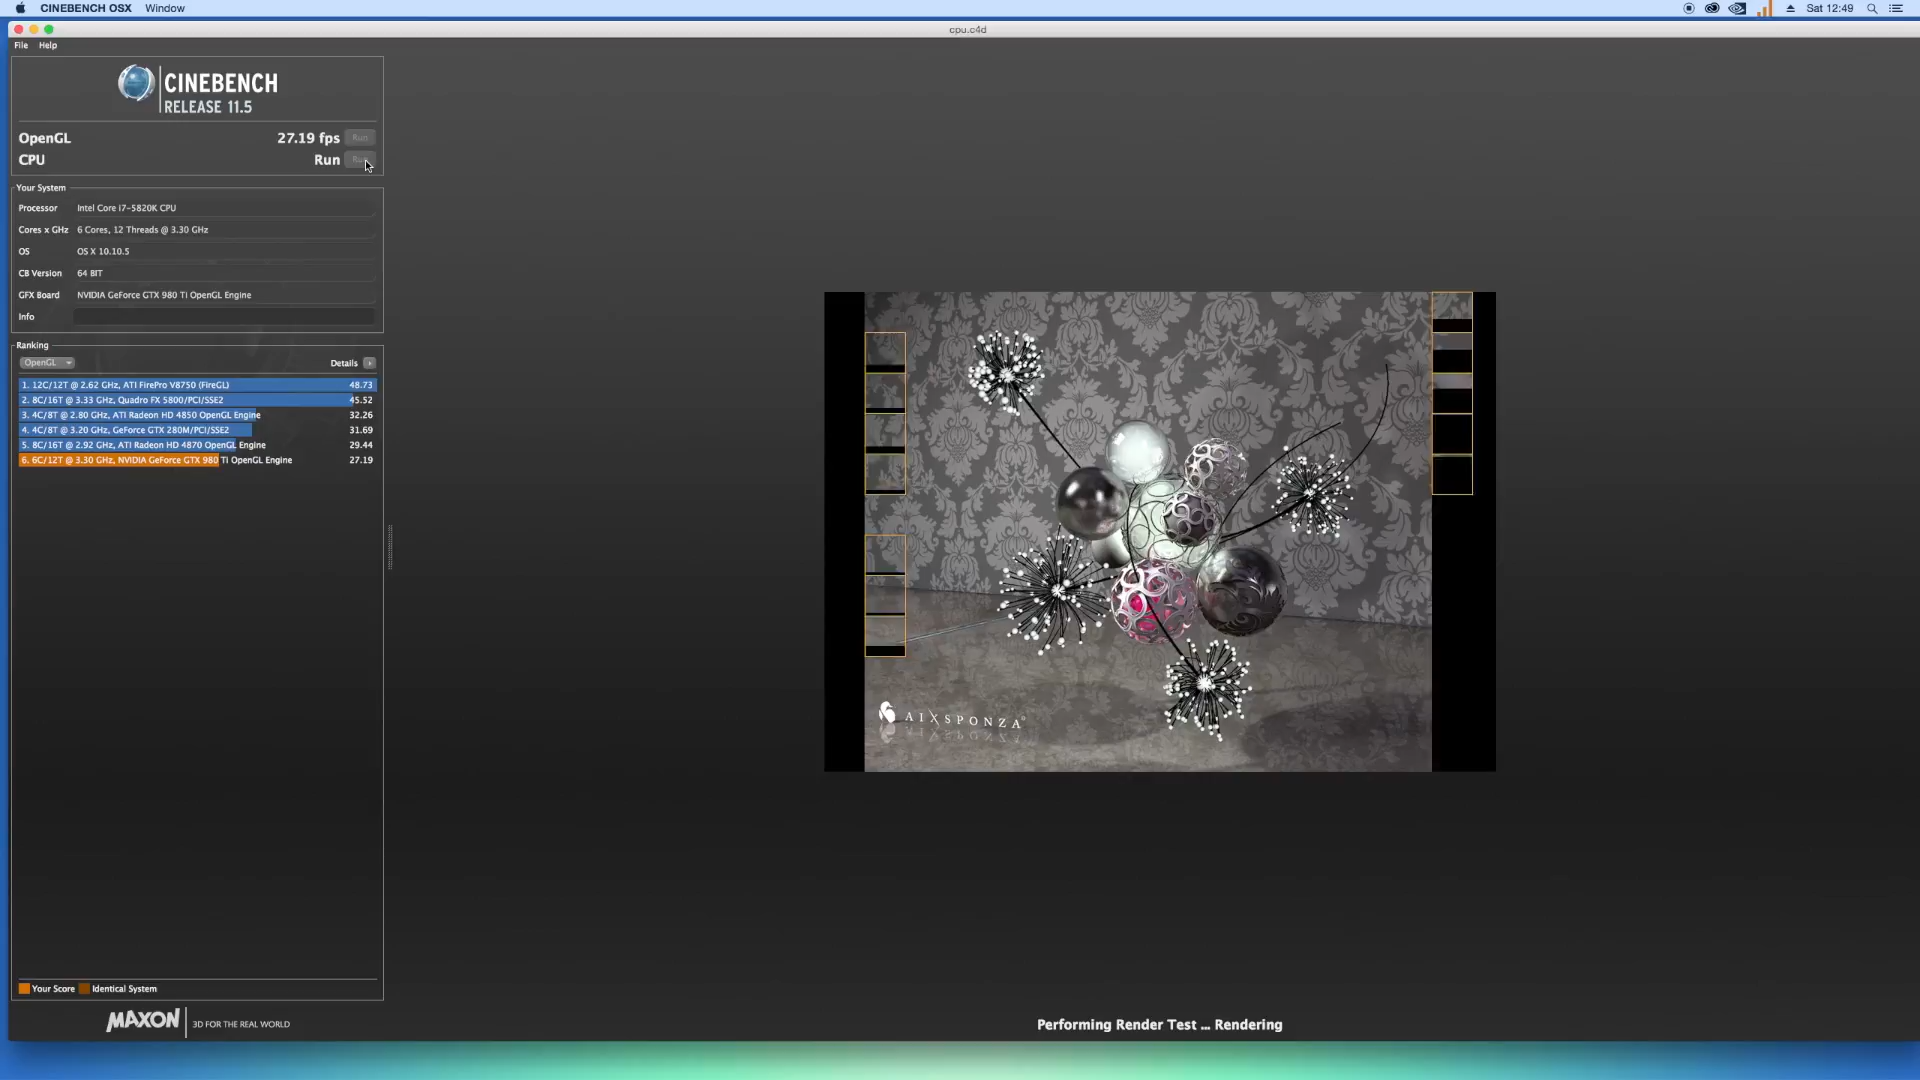 CINEBENCH OSX Window
Sat 12:49
cpu.c4d
File Help
CINEBENCH
RELEASE 11.5
OpenGL 27.19 fps Run
CPU Run Run
Your System
Processor Intel Core i7-5820K CPU
Cores x GHz 6 Cores, 12 Threads @ 3.30 GHz
OS OS X 10.10.5
CB Version 64 BIT
GFX Board NVIDIA GeForce GTX 980 Ti OpenGL Engine
Info
Ranking
OpenGL Details
1. 12C/12T @ 2.62 GHz, ATI FirePro V8750 (FireGL) 48.73
2. 8C/16T @ 3.33 GHz, Quadro FX 5800/PCI/SSE2 45.52
3. 4C/8T @ 2.80 GHz, ATI Radeon HD 4850 OpenGL Engine 32.26
4. 4C/8T @ 3.20 GHz, GeForce GTX 280M/PCI/SSE2 31.69
5. 8C/16T @ 2.92 GHz, ATI Radeon HD 4870 OpenGL Engine 29.44
6. 6C/12T @ 3.30 GHz, NVIDIA GeForce GTX 980 Ti OpenGL Engine 27.19
AIXSPONZA
Your Score Identical System
MAXON 3D FOR THE REAL WORLD
Performing Render Test ... Rendering